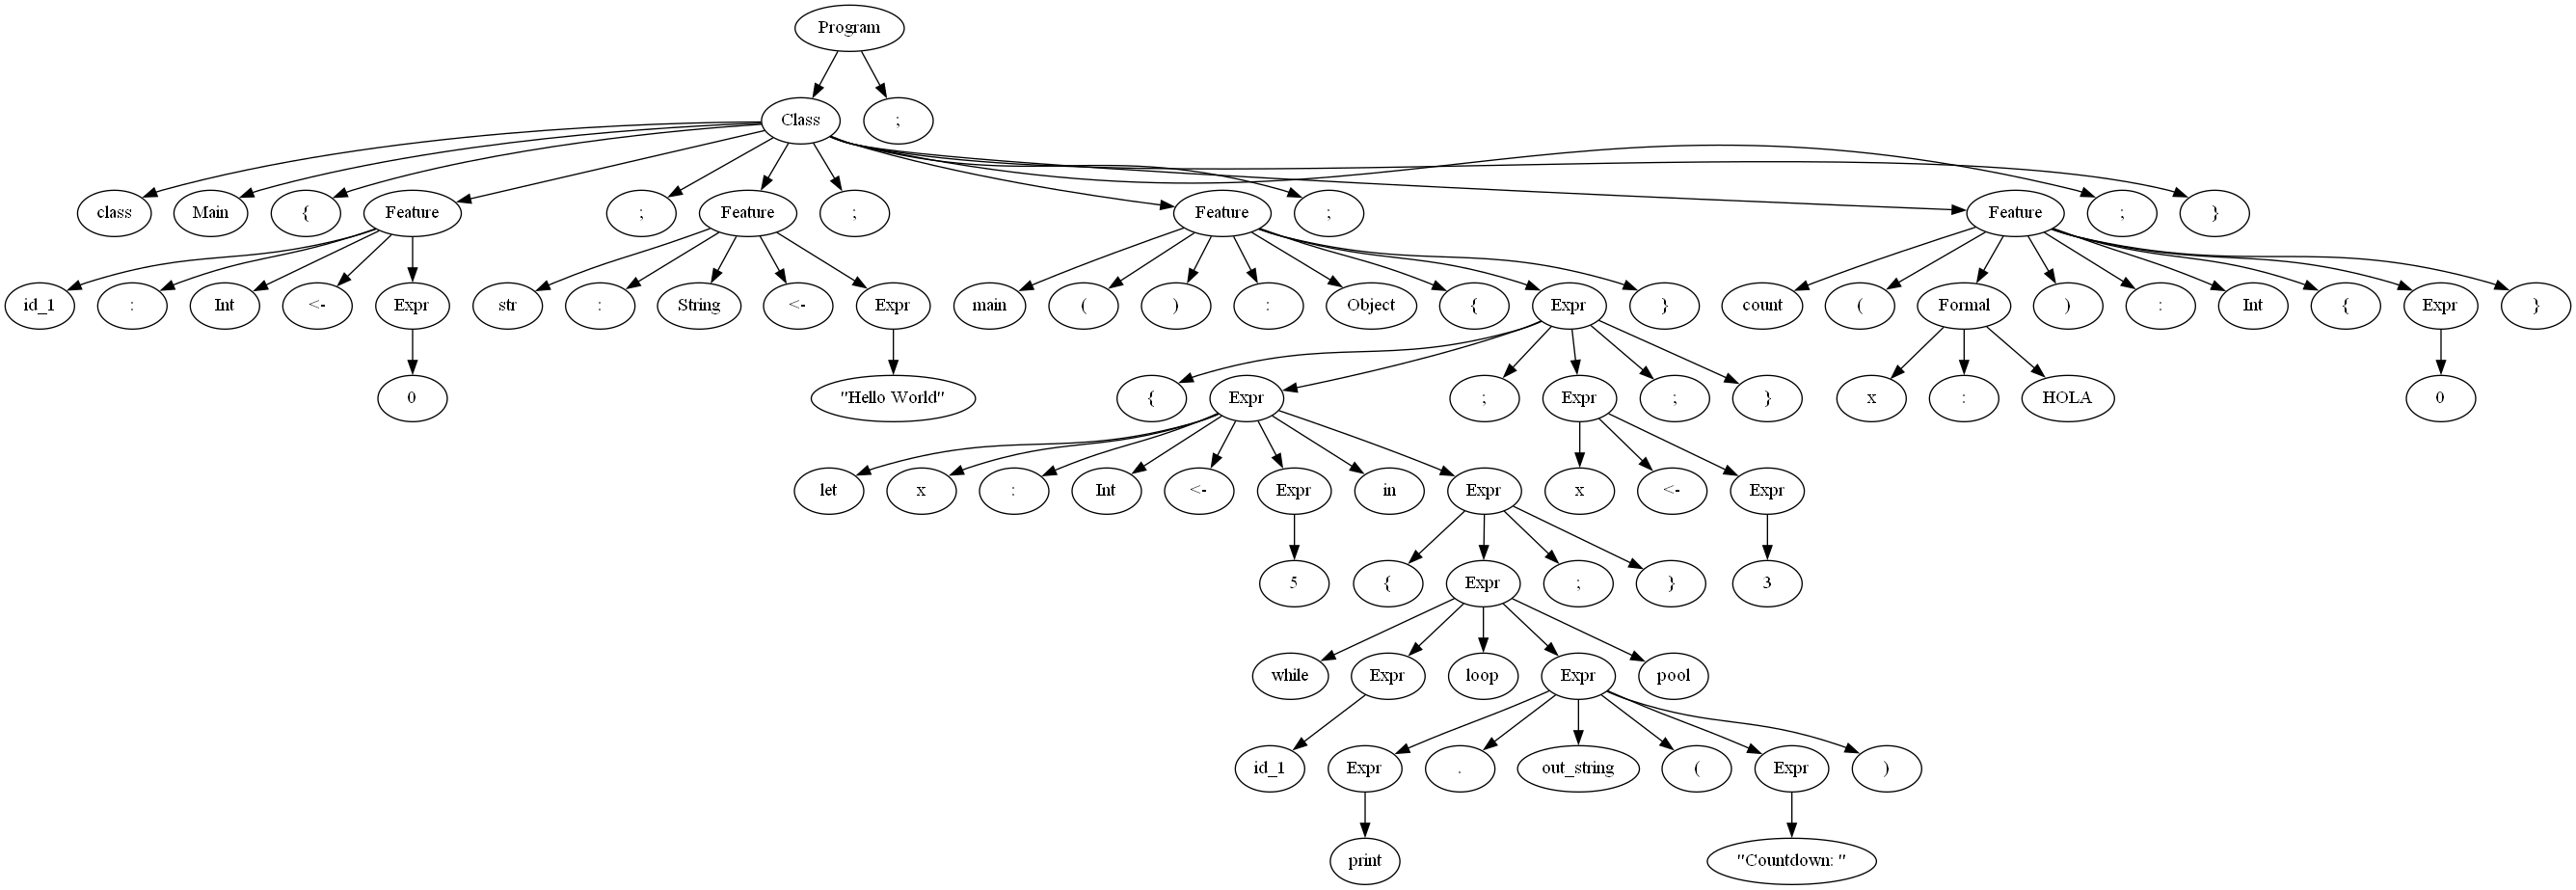 Program
Class ;
class Main { Feature ; Feature ; Feature ; Feature ; }
id_1 : Int <- Expr str : String <- Expr main ( ) : Object { Expr } count ( Formal ) : Int { Expr }
0 "Hello World" { Expr ; Expr ; } x : HOLA 0
let x : Int <- Expr in Expr x <- Expr
5 { Expr ; } 3
while Expr loop Expr pool
id_1 Expr . out_string ( Expr )
print "Countdown: "